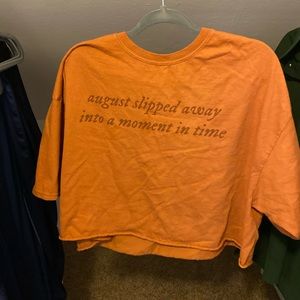 august slipped away
into a moment in time